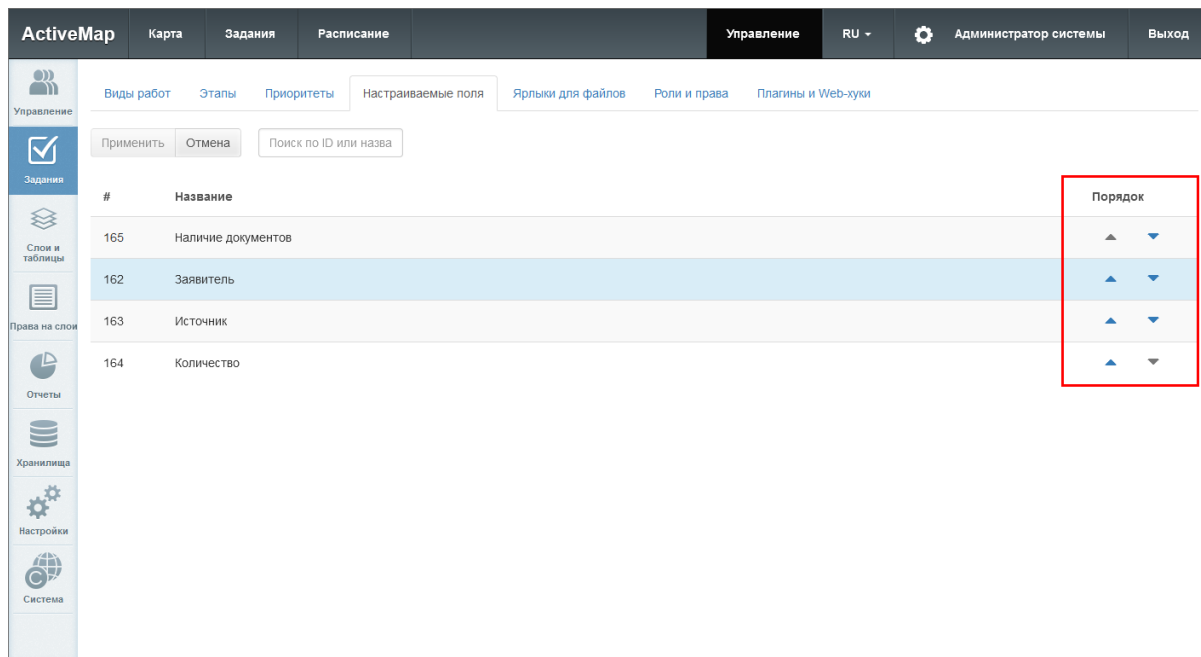 ActiveMap Карта Задания Расписание Управление RU Администратор системы Выход
Управление
Виды работ Этапы Приоритеты Настраиваемые поля Ярлыки для файлов Роли и права Плагины и Web-хуки
Применить Отмена Поиск по ID или назва
Задания
# Название Порядок
165 Наличие документов
Слои и
таблицы
162 Заявитель
Права на слои
163 Источник
164 Количество
Отчеты
Хранилища
Настройки
Система